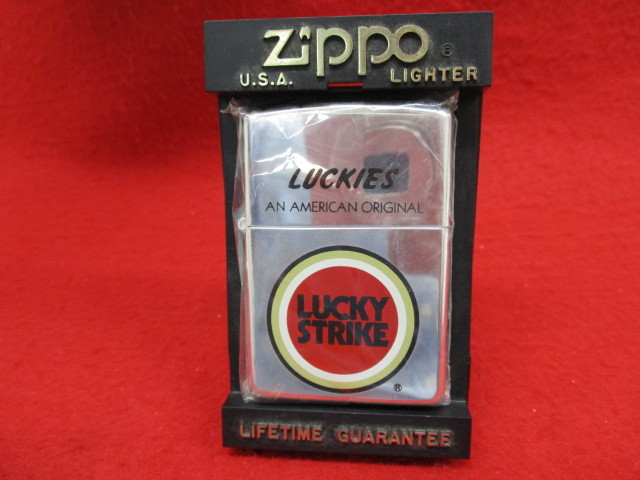 Zippo ®
U.S.A. LIGHTER
LUCKIES
AN AMERICAN ORIGINAL
LUCKY
STRIKE
®
LIFETIME GUARANTEE